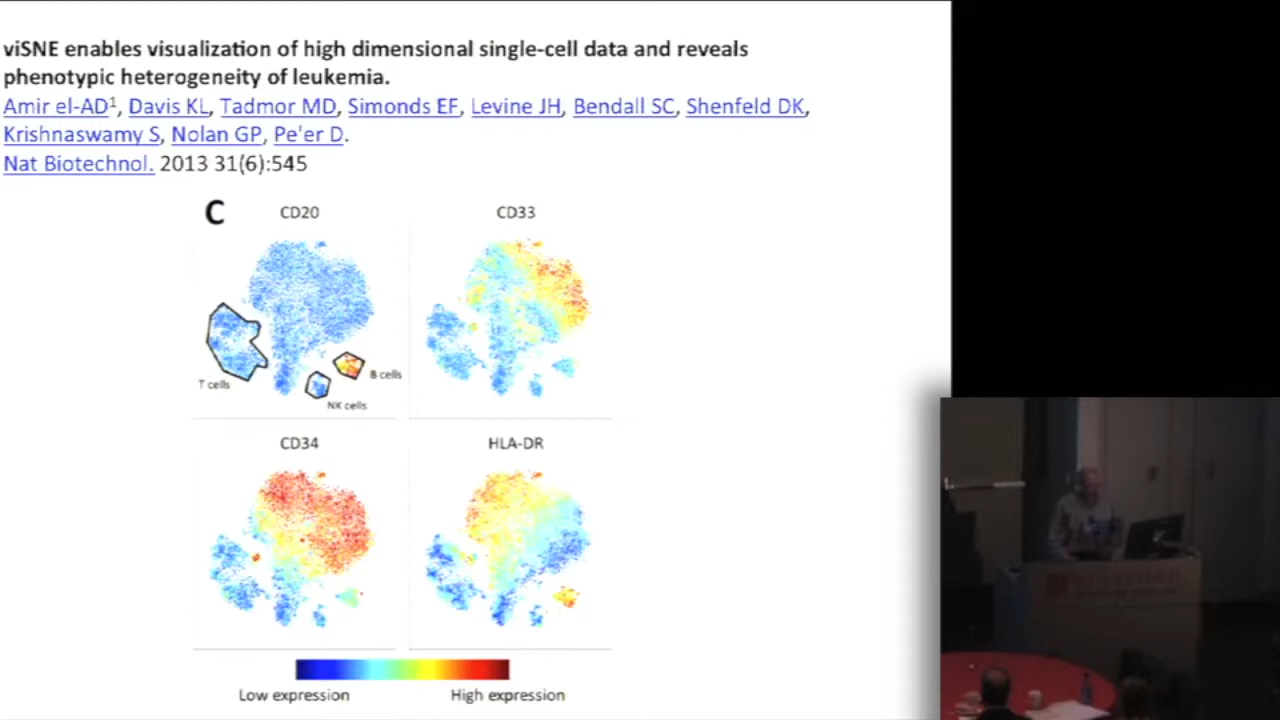 viSNE enables visualization of high dimensional single-cell data and reveals
phenotypic heterogeneity of leukemia.
Amir el-AD¹, Davis KL, Tadmor MD, Simonds EF, Levine JH, Bendall SC, Shenfeld DK,
Krishnaswamy S, Nolan GP, Pe'er D.
Nat Biotechnol. 2013 31(6):545
C
CD20
CD33
T cells
B cells
NK cells
CD34
HLA-DR
Low expression
High expression